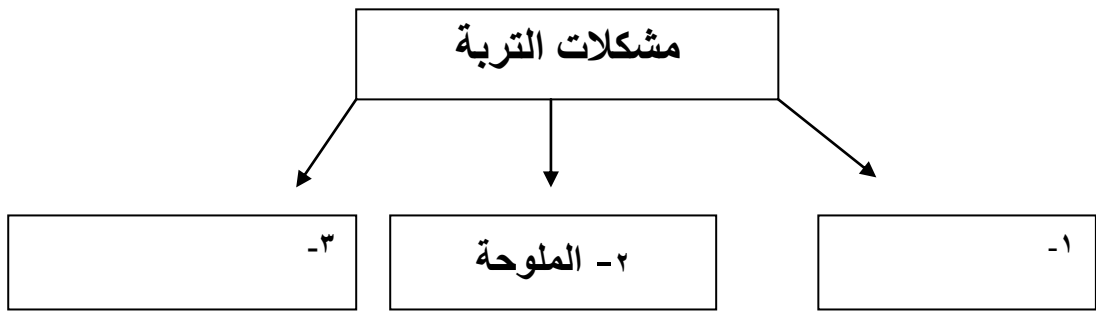 مشكلات التربة
١-
٢- الملوحة
٣-